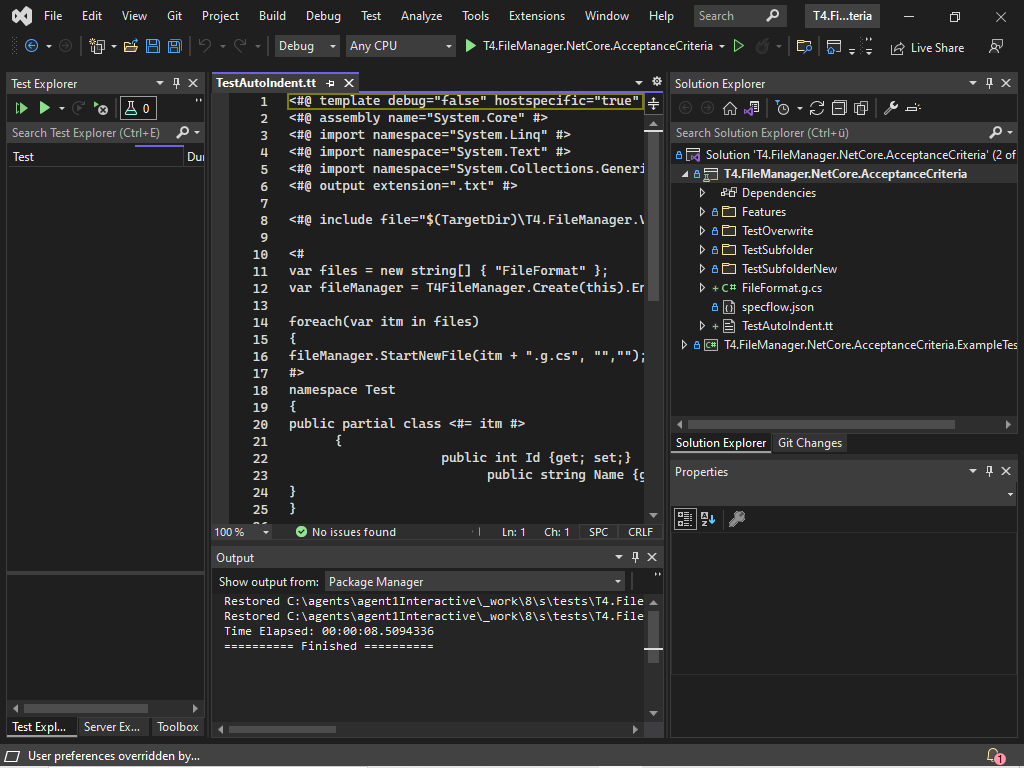 File Edit View Git Project Build Debug Test Analyze Tools Extensions Window Help Search T4.Fi...teria
Debug Any CPU T4.FileManager.NetCore.AcceptanceCriteria Live Share
Test Explorer
0
Search Test Explorer (Ctrl+E)
Test Dur
Test Expl... Server Ex... Toolbox
TestAutoIndent.tt
1 <#@ template debug="false" hostspecific="true"
2 <#@ assembly name="System.Core" #>
3 <#@ import namespace="System.Linq" #>
4 <#@ import namespace="System.Text" #>
5 <#@ import namespace="System.Collections.Generi
6 <#@ output extension=".txt" #>
7
8 <#@ include file="$(TargetDir)\T4.FileManager.V
9
10 <#
11 var files = new string[] { "FileFormat" };
12 var fileManager = T4FileManager.Create(this).En
13
14 foreach(var itm in files)
15 {
16 fileManager.StartNewFile(itm + ".g.cs", "","");
17 #>
18 namespace Test
19 {
20 public partial class <#= itm #>
21 {
22 public int Id {get; set;}
23 public string Name {g
24 }
25 }
100 % No issues found Ln: 1 Ch: 1 SPC CRLF
Output
Show output from: Package Manager
Restored C:\agents\agent1Interactive\_work\8\s\tests\T4.File
Restored C:\agents\agent1Interactive\_work\8\s\tests\T4.File
Time Elapsed: 00:00:08.5094336
========== Finished ==========
Solution Explorer
Search Solution Explorer (Ctrl+ü)
Solution 'T4.FileManager.NetCore.AcceptanceCriteria' (2 of
T4.FileManager.NetCore.AcceptanceCriteria
Dependencies
Features
TestOverwrite
TestSubfolder
TestSubfolderNew
C# FileFormat.g.cs
specflow.json
TestAutoIndent.tt
C# T4.FileManager.NetCore.AcceptanceCriteria.ExampleTes
Solution Explorer Git Changes
Properties
User preferences overridden by... 1